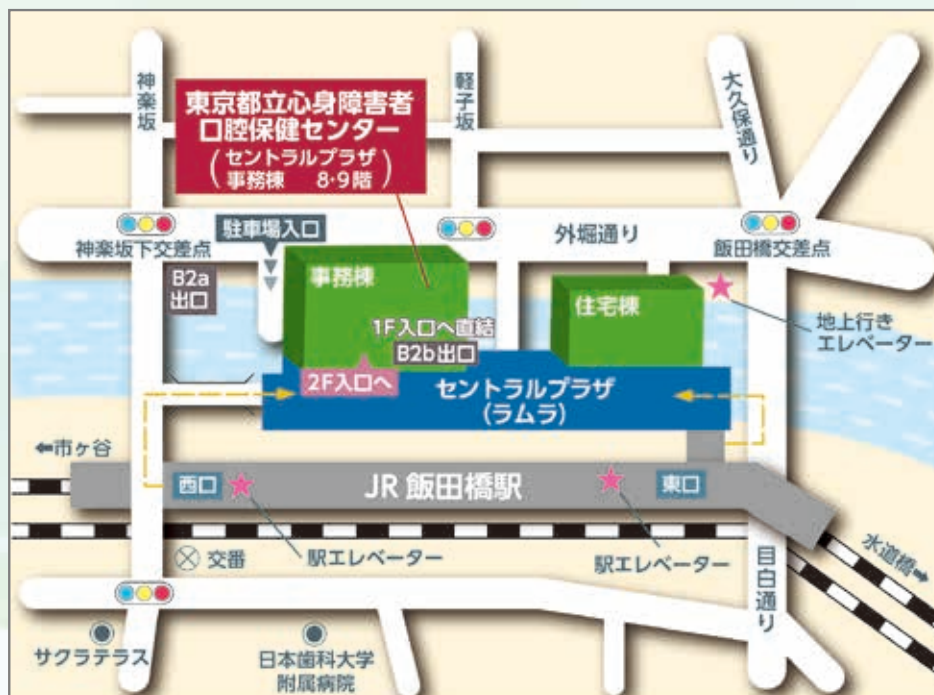 神楽坂
軽子坂
大久保通り
東京都立心身障害者
口腔保健センター
(セントラルプラザ
事務棟 8・9階)
駐車場入口
神楽坂下交差点
外堀通り
飯田橋交差点
B2a
出口
事務棟
住宅棟
地上行き
エレベーター
1F入口へ直結
B2b出口
2F入口へ
セントラルプラザ
(ラムラ)
←市ヶ谷
西口
JR 飯田橋駅
東口
交番
駅エレベーター
駅エレベーター
目白通り
水道橋→
サクラテラス
日本歯科大学
附属病院